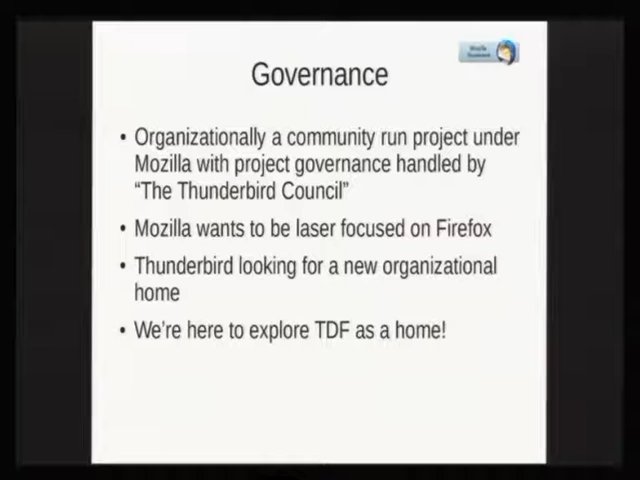 Governance
• Organizationally a community run project under
Mozilla with project governance handled by
“The Thunderbird Council”
• Mozilla wants to be laser focused on Firefox
• Thunderbird looking for a new organizational
home
• We're here to explore TDF as a home!